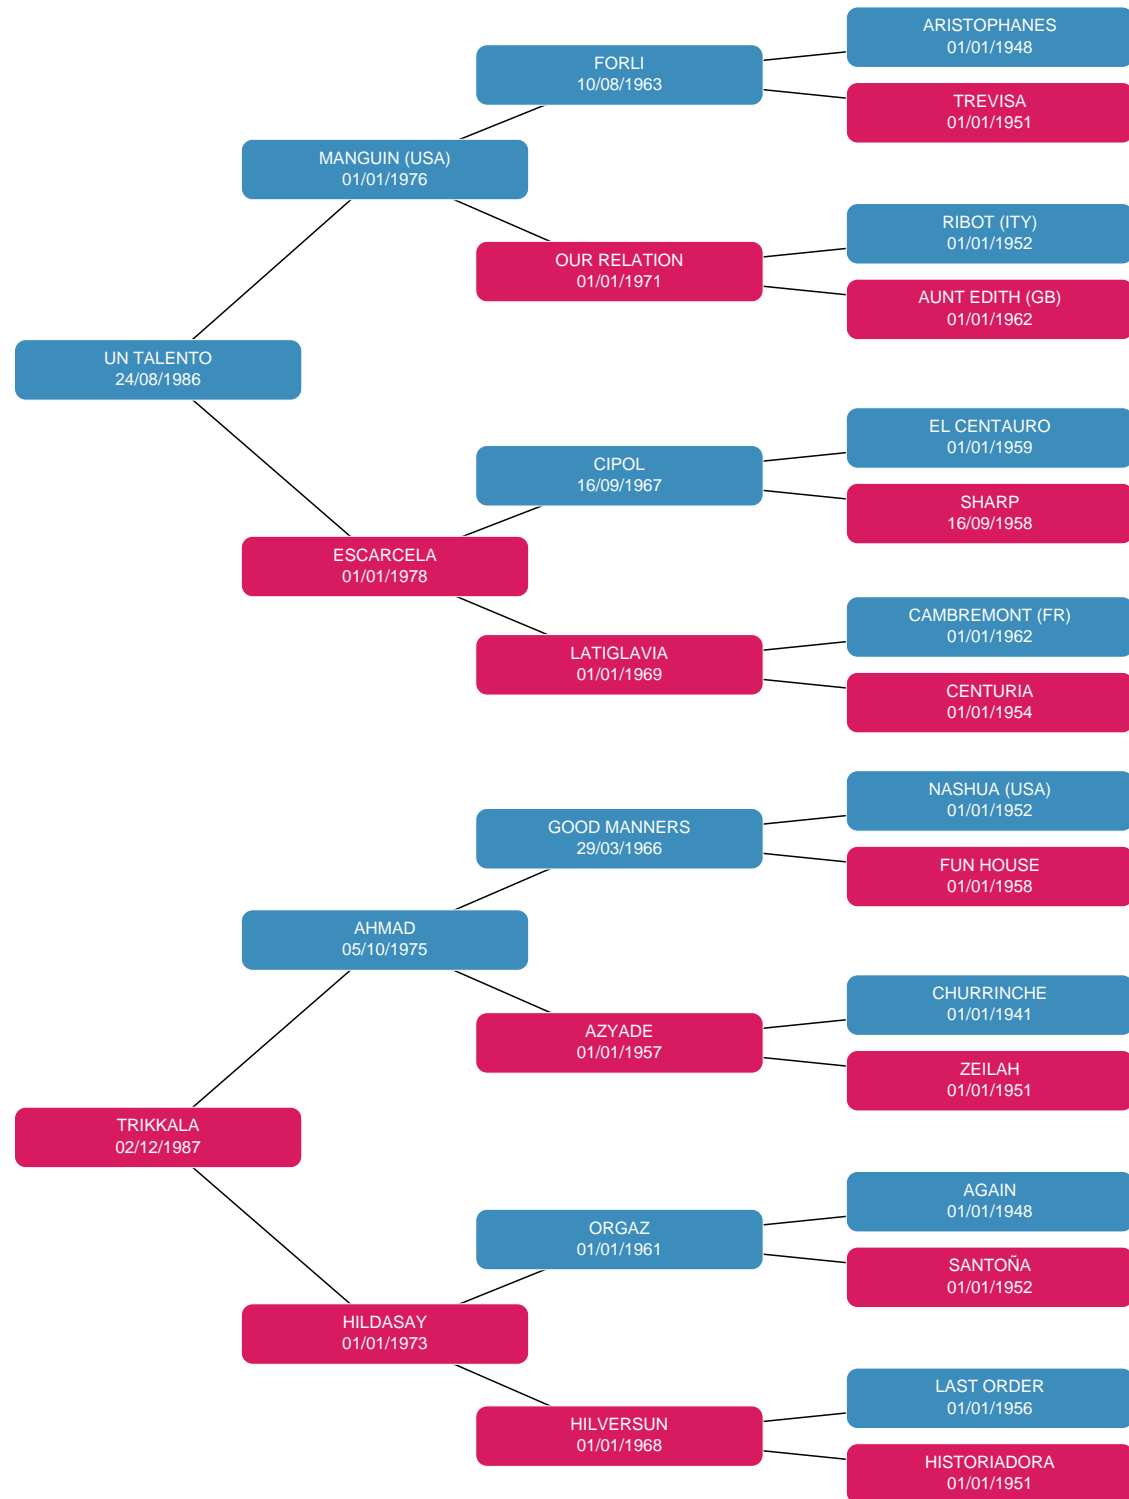 ARISTOPHANES
01/01/1948
FORLI
10/08/1963
TREVISA
01/01/1951
MANGUIN (USA)
01/01/1976
RIBOT (ITY)
01/01/1952
OUR RELATION
01/01/1971
AUNT EDITH (GB)
01/01/1962
UN TALENTO
24/08/1986
EL CENTAURO
01/01/1959
CIPOL
16/09/1967
SHARP
16/09/1958
ESCARCELA
01/01/1978
CAMBREMONT (FR)
01/01/1962
LATIGLAVIA
01/01/1969
CENTURIA
01/01/1954
NASHUA (USA)
01/01/1952
GOOD MANNERS
29/03/1966
FUN HOUSE
01/01/1958
AHMAD
05/10/1975
CHURRINCHE
01/01/1941
AZYADE
01/01/1957
ZEILAH
01/01/1951
TRIKKALA
02/12/1987
AGAIN
01/01/1948
ORGAZ
01/01/1961
SANTOÑA
01/01/1952
HILDASAY
01/01/1973
LAST ORDER
01/01/1956
HILVERSUN
01/01/1968
HISTORIADORA
01/01/1951